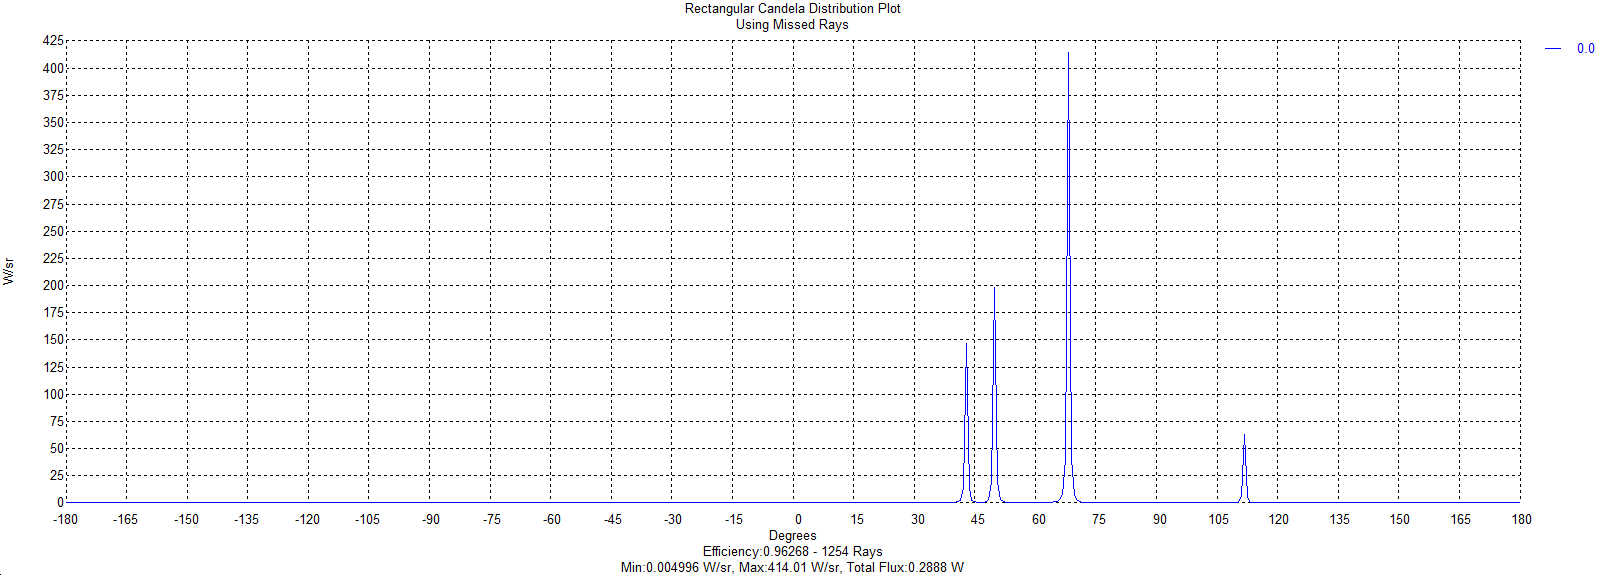 Rectangular Candela Distribution Plot
Using Missed Rays
0.0
425
400
375
350
325
300
275
250
225
200
175
150
125
100
75
50
25
0
W/sr
-180 -165 -150 -135 -120 -105 -90 -75 -60 -45 -30 -15 0 15 30 45 60 75 90 105 120 135 150 165 180
Degrees
Efficiency:0.96268 - 1254 Rays
Min:0.004996 W/sr, Max:414.01 W/sr, Total Flux:0.2888 W